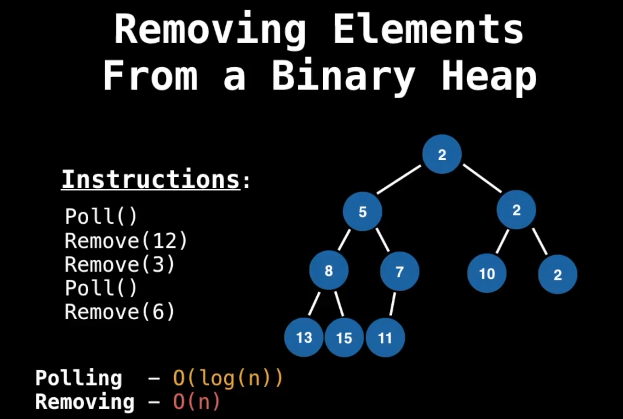 Removing Elements
From a Binary Heap
Instructions:
Poll()
Remove(12)
Remove(3)
Poll()
Remove(6)
2
5
2
8
7
10
2
13
15
11
Polling – O(log(n))
Removing – O(n)